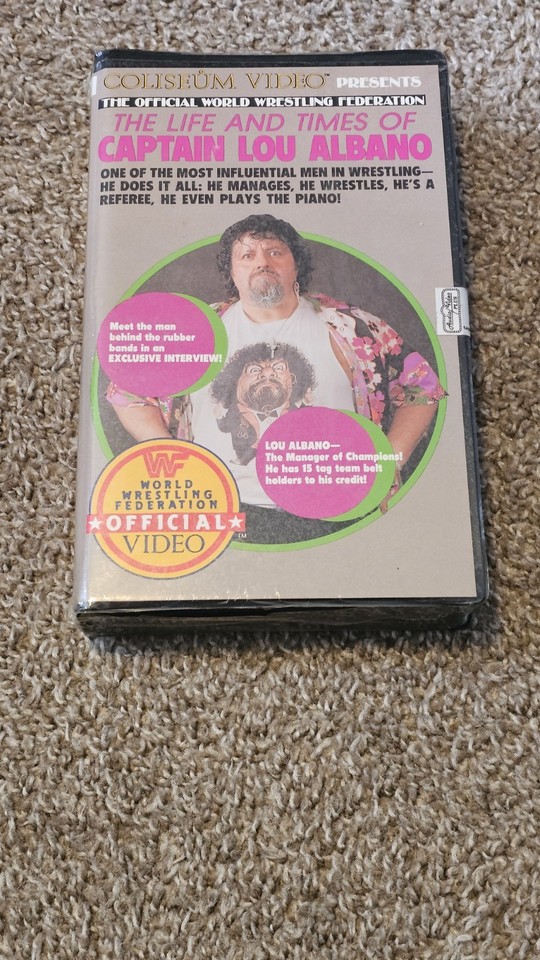 COLISEÜM VIDEO™ PRESENTS
THE OFFICIAL WORLD WRESTLING FEDERATION
THE LIFE AND TIMES OF
CAPTAIN LOU ALBANO
ONE OF THE MOST INFLUENTIAL MEN IN WRESTLING—
HE DOES IT ALL: HE MANAGES, HE WRESTLES, HE'S A
REFEREE, HE EVEN PLAYS THE PIANO!
Meet the man
behind the rubber
bands in an
EXCLUSIVE INTERVIEW!
LOU ALBANO—
The Manager of Champions!
He has 15 tag team belt
holders to his credit!
WF
WORLD
WRESTLING
FEDERATION
OFFICIAL
VIDEO
TM